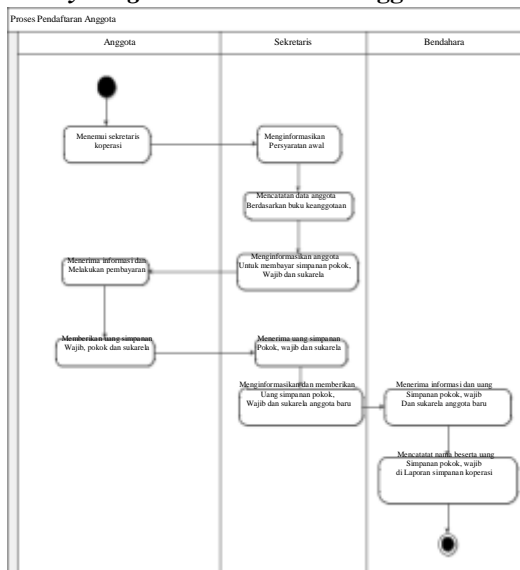 Proses Pendaftaran Anggota
Anggota
Sekretaris
Bendahara
Menemui sekretaris
koperasi
Menginformasikan
Persyaratan awal
Mencatatan data anggota
Berdasarkan buku keanggotaan
Menginformasikan anggota
Untuk membayar simpanan pokok,
Wajib dan sukarela
Menerima informasi dan
Melakukan pembayaran
Memberikan uang simpanan
Wajib, pokok dan sukarela
Menerima uang simpanan
Pokok, wajib dan sukarela
Menginformasikan dan memberikan
Uang simpanan pokok,
Wajib dan sukarela anggota baru
Menerima informasi dan uang
Simpanan pokok, wajib
Dan sukarela anggota baru
Mencatatat nama beserta uang
Simpanan pokok, wajib
di Laporan simpanan koperasi